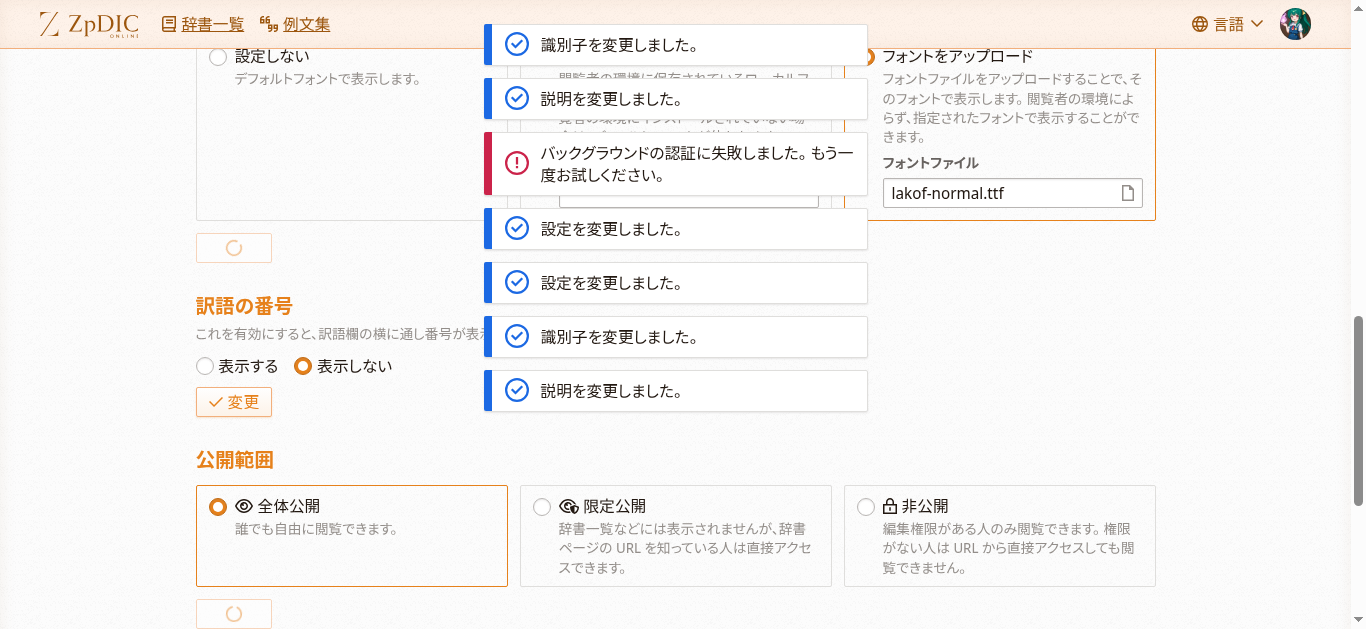 ZpDIC
ONLINE
辞書一覧
例文集
言語
識別子を変更しました。
説明を変更しました。
バックグラウンドの認証に失敗しました。もう一
度お試しください。
設定を変更しました。
設定を変更しました。
識別子を変更しました。
説明を変更しました。
設定しない
デフォルトフォントで表示します。
フォントをアップロード
フォントファイルをアップロードすることで、そ
のフォントで表示します。閲覧者の環境によ
らず、指定されたフォントで表示することがで
きます。
フォントファイル
lakof-normal.ttf
訳語の番号
これを有効にすると、訳語欄の横に通し番号が表
表示する
表示しない
変更
公開範囲
全体公開
誰でも自由に閲覧できます。
限定公開
辞書一覧などには表示されませんが、辞書
ページの URL を知っている人は直接アクセ
スできます。
非公開
編集権限がある人のみ閲覧できます。権限
がない人は URL から直接アクセスしても閲
覧できません。